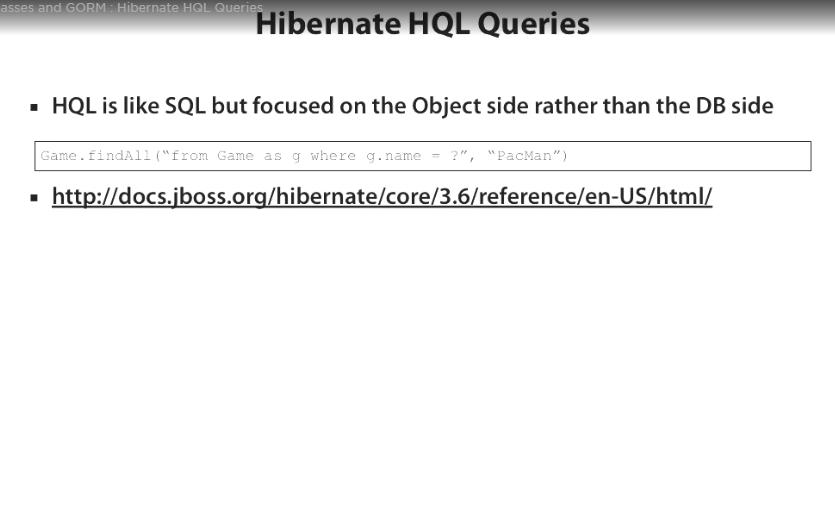 asses and GORM : Hibernate HQL Queries
Hibernate HQL Queries
▪ HQL is like SQL but focused on the Object side rather than the DB side
Game.findAll(“from Game as g where g.name = ?”, “PacMan”)
▪ http://docs.jboss.org/hibernate/core/3.6/reference/en-US/html/